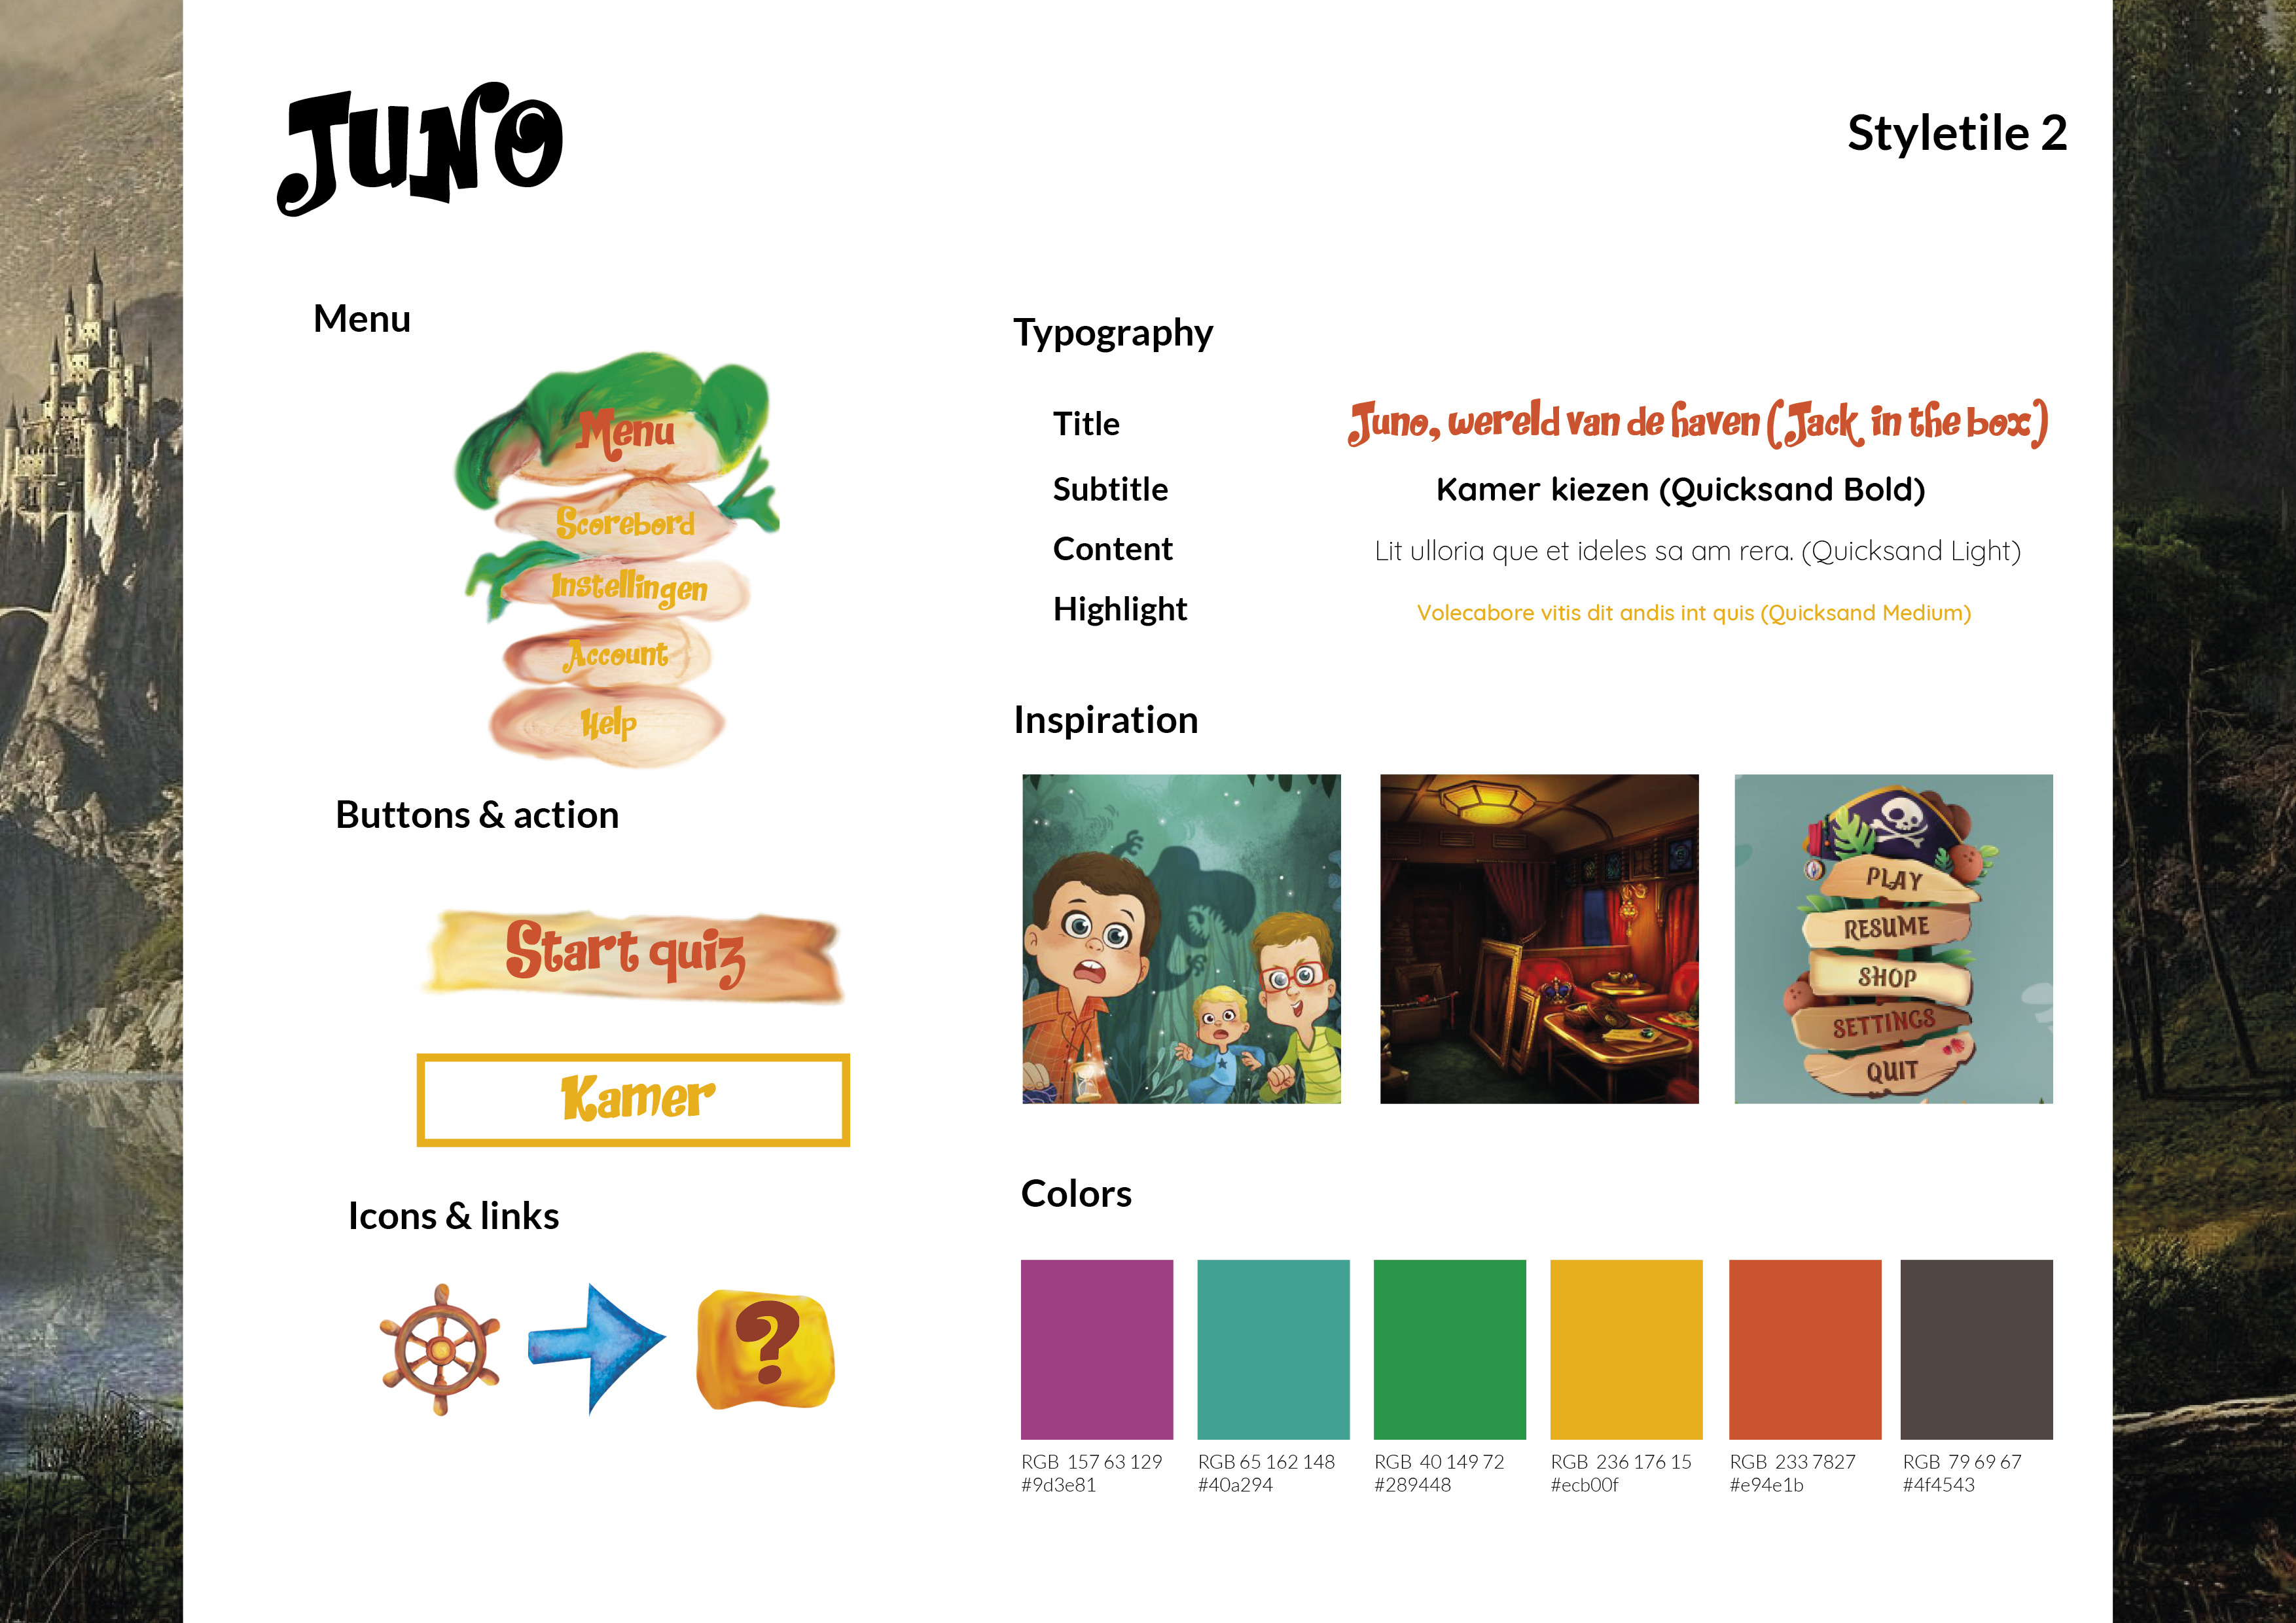 Juno
Styletile 2
Menu
Menu
Scorebord
Instellingen
Account
Help
Buttons & action
Start quiz
Kamer
Icons & links
?
Typography
Title
Juno, wereld van de haven (Jack in the box)
Subtitle
Kamer kiezen (Quicksand Bold)
Content
Lit ulloria que et ideles sa am rera. (Quicksand Light)
Highlight
Volecabore vitis dit andis int quis (Quicksand Medium)
Inspiration
PLAY
RESUME
SHOP
SETTINGS
QUIT
Colors
RGB 157 63 129
#9d3e81
RGB 65 162 148
#40a294
RGB 40 149 72
#289448
RGB 236 176 15
#ecb00f
RGB 233 7827
#e94e1b
RGB 79 69 67
#4f4543